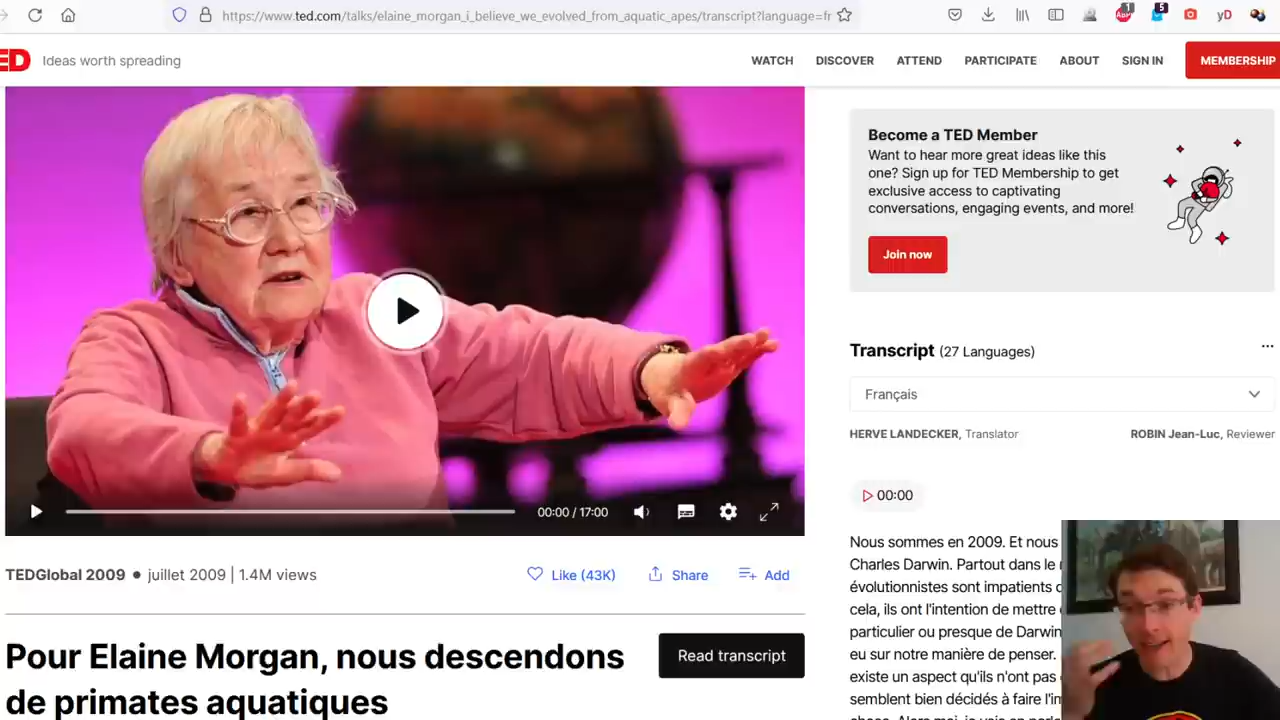 https://www.ted.com/talks/elaine_morgan_i_believe_we_evolved_from_aquatic_apes/transcript?language=fr
1
5
yD
ED Ideas worth spreading
WATCH DISCOVER ATTEND PARTICIPATE ABOUT SIGN IN MEMBERSHIP
Become a TED Member
Want to hear more great ideas like this
one? Sign up for TED Membership to get
exclusive access to captivating
conversations, engaging events, and more!
Join now
00:00 / 17:00
TEDGlobal 2009 • juillet 2009 | 1.4M views
Like (43K) Share Add
Pour Elaine Morgan, nous descendons
de primates aquatiques
Read transcript
Transcript (27 Languages)
Français
HERVE LANDECKER, Translator ROBIN Jean-Luc, Reviewer
00:00
Nous sommes en 2009. Et nous
Charles Darwin. Partout dans le
évolutionnistes sont impatients
cela, ils ont l'intention de mettre
particulier ou presque de Darwin
eu sur notre manière de penser.
existe un aspect qu'ils n'ont pas
semblent bien décidés à faire